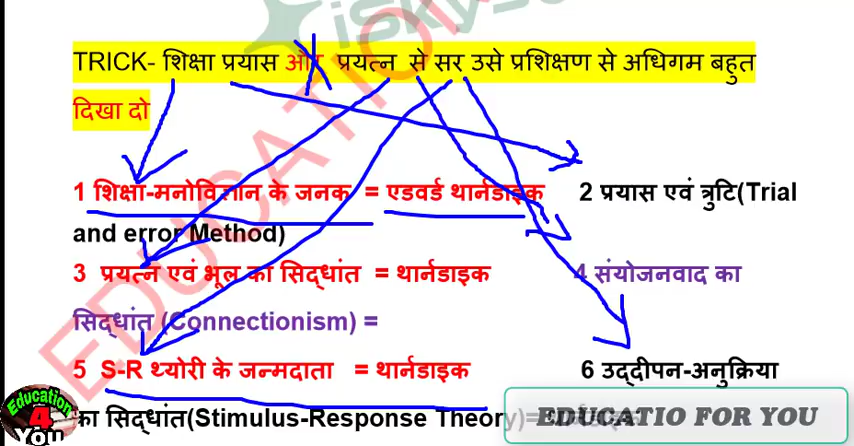 iSkysoft
TRICK- शिक्षा प्रयास और प्रयत्न से सर उसे प्रशिक्षण से अधिगम बहुत
दिखा दो
1 शिक्षा-मनोविज्ञान के जनक = एडवर्ड थार्नडाइक 2 प्रयास एवं त्रुटि(Trial
and error Method)
3 प्रयत्न एवं भूल का सिद्धांत = थार्नडाइक 4 संयोजनवाद का
सिद्धांत (Connectionism) =
5 S-R थ्योरी के जन्मदाता = थार्नडाइक 6 उद्दीपन-अनुक्रिया
का सिद्धांत(Stimulus-Response Theory)=
EDUCATION
Education
4
You
EDUCATIO FOR YOU